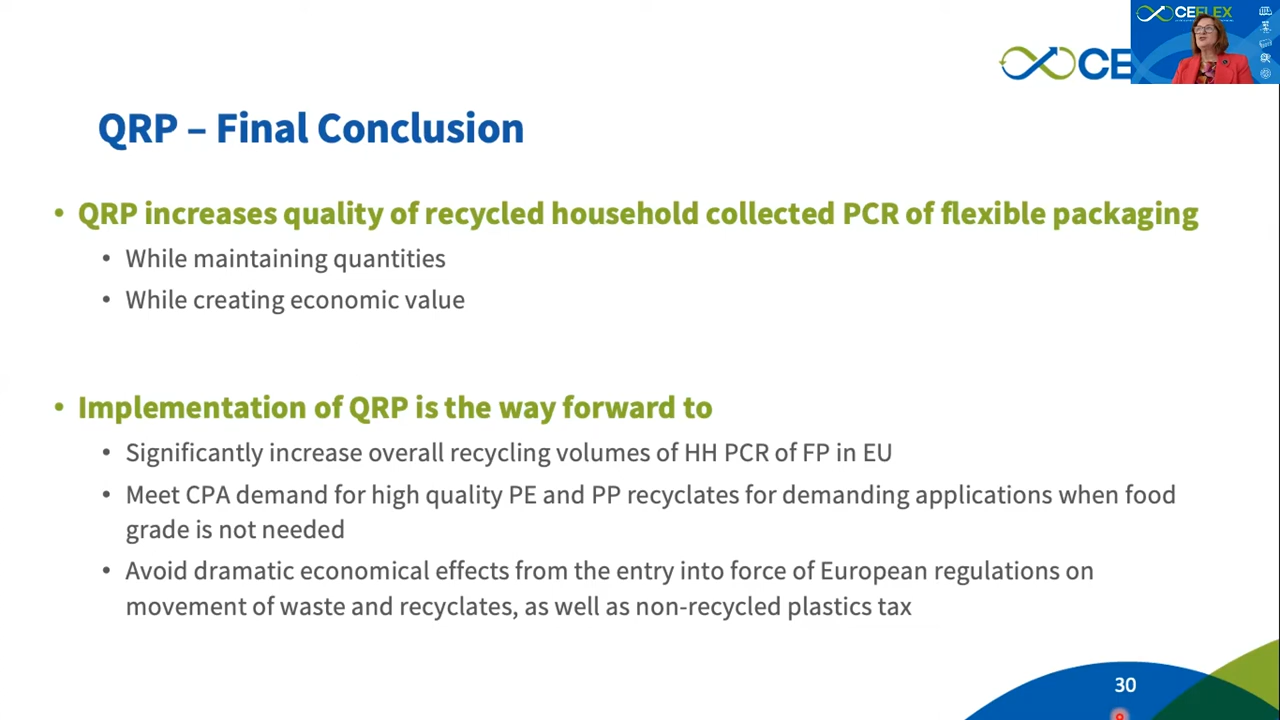 CEFLEX
CE
QRP – Final Conclusion
• QRP increases quality of recycled household collected PCR of flexible packaging
• While maintaining quantities
• While creating economic value
• Implementation of QRP is the way forward to
• Significantly increase overall recycling volumes of HH PCR of FP in EU
• Meet CPA demand for high quality PE and PP recyclates for demanding applications when food
grade is not needed
• Avoid dramatic economical effects from the entry into force of European regulations on
movement of waste and recyclates, as well as non-recycled plastics tax
30